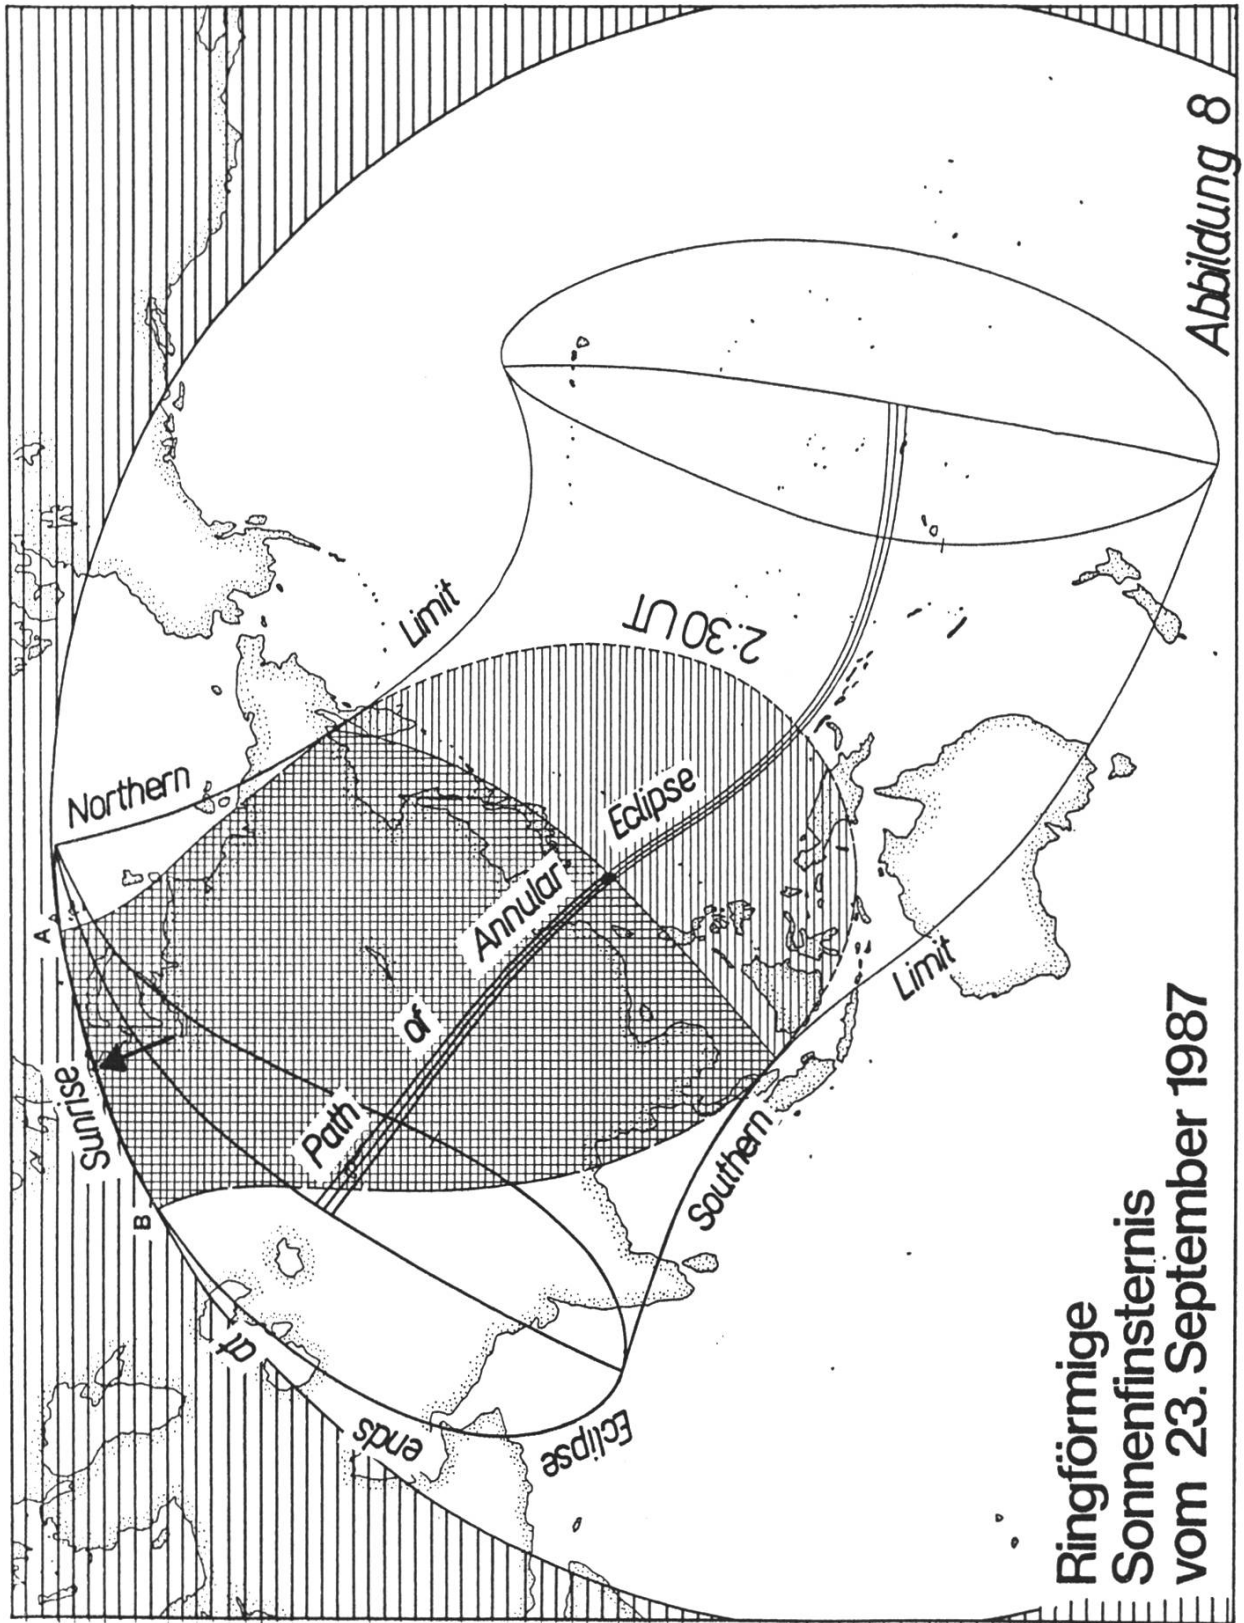 Ringförmige
Sonnenfinsternis
vom 23. September 1987
Abbildung 8
Eclipse
ends
at
Sunrise
B
A
Northern
Limit
Path
of
Annular
Eclipse
2:30 UT
Southern
Limit